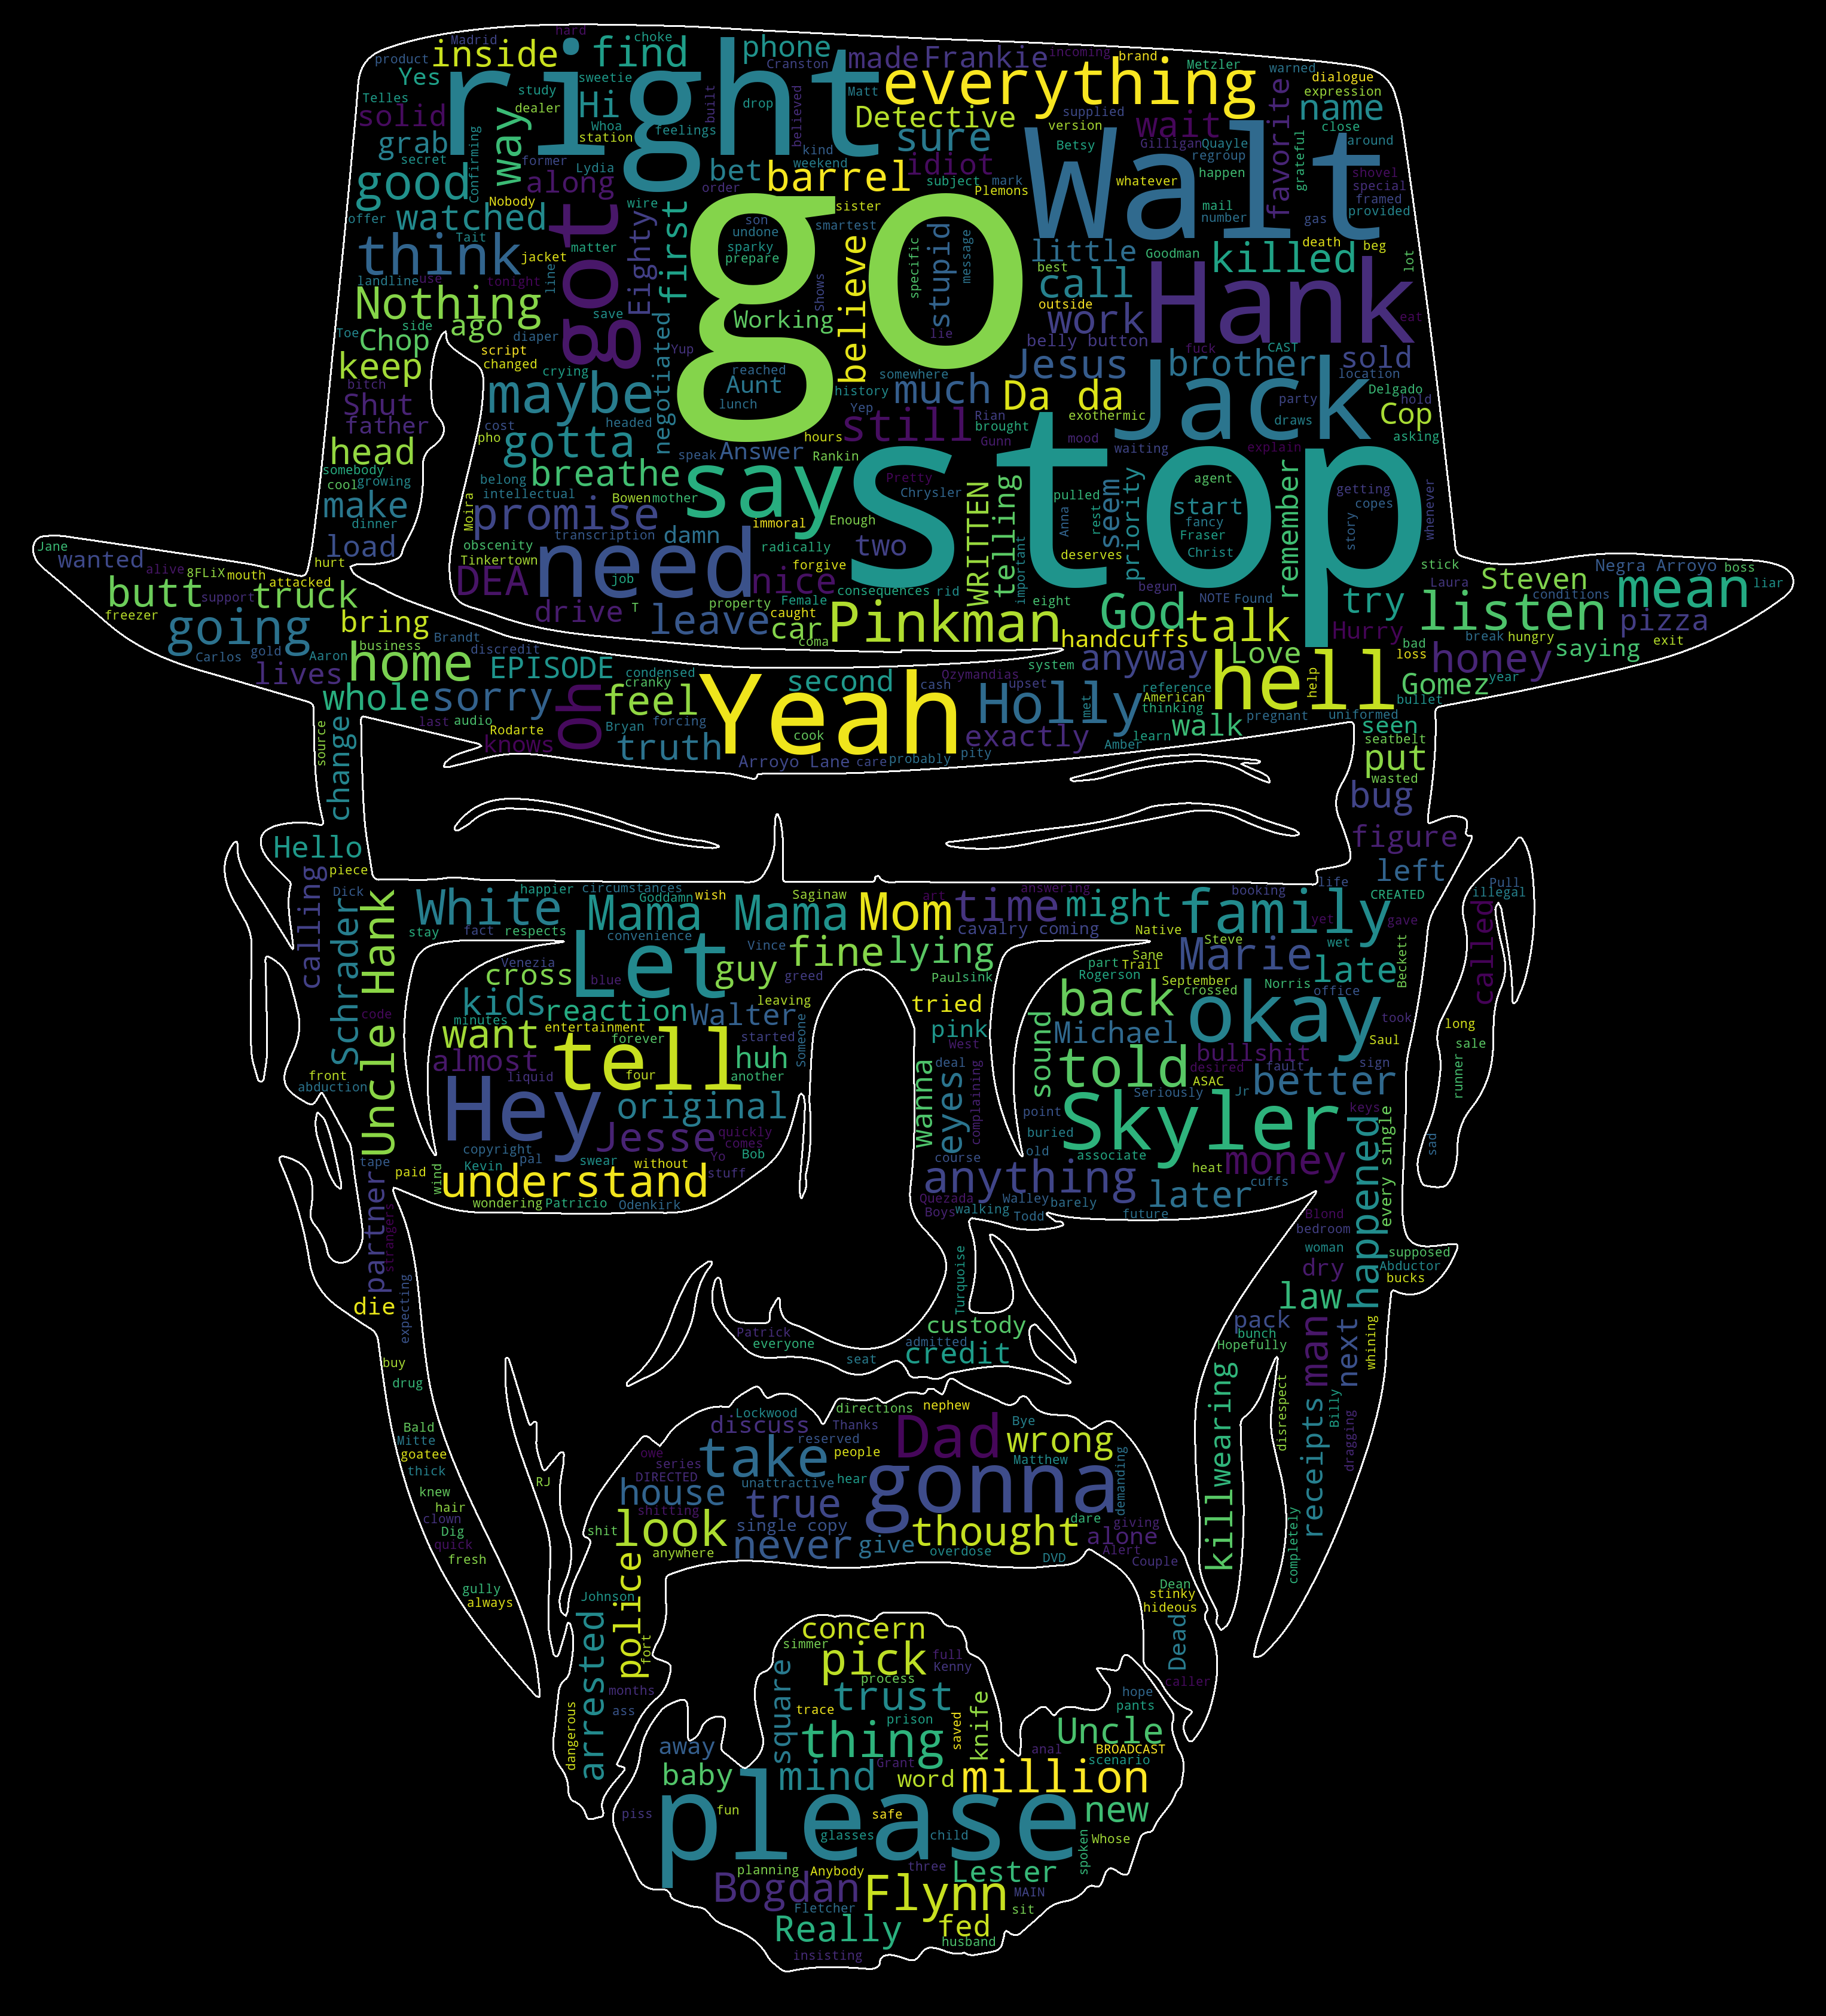 hard
Madrid
choke
product
inside
find
phone
made
Frankie
incoming
brand
Yes
sweetie
Cranston
Metzler
warned
Telles
study
right
drop
Matt
everything
dialogue
expression
solid
dealer
Hi
built
believed
Detective
supplied
favorite
name
grab
way
Whoa
station
feelings
kind
sure
version
wait
close
secret
Confirming
former
Lydia
bet
weekend
idiot
Betsy
Gilligan
Quayle
regroup
grateful
around
good
along
order
barrel
subject
mark
Walt
whatever
happen
shovel
special
offer
watched
Nobody
wire
sister
Plemons
mail
number
gas
framed
provided
think
Tait
got
matter
first
son
undone
smartest
stupid
little
Goodman
killed
death
beg
lot
jacket
Eighty
sparky
prepare
go
believe
specific
message
best
call
Hank
landline
use
tonight
line
Shows
outside
Nothing
save
Working
work
eat
Toe
side
ago
diaper
lie
belly button
fuck
CAST
Chop
script
changed
Yup
Jesus
brother
sold
location
keep
crying
reached
somewhere
Delgado
bitch
maybe
negotiated
Aunt
history
much
Da da
Jack
party
hold
Shut
lunch
Yep
Rian
exothermic
draws
Cop
father
cost
headed
still
brought
asking
head
pho
gotta
hours
Gunn
mood
waiting
explain
somebody
speak
Answer
Rankin
stop
cool
growing
belong
breathe
say
Pretty
remember
getting
make
intellectual
mother
Chrysler
WRITTEN
telling
priority
seem
pulled
agent
copes
whenever
dinner
Moira
promise
Bowen
immoral
Enough
Anna
rest
start
story
load
obscenity
need
damn
radically
two
fancy
Fraser
Christ
Jane
wanted
hurt
Tinkertown
job
forgive
important
deserves
alive
8FLiX
mouth
DEA
nice
consequences
rid
begun
stick
Negra Arroyo
boss
butt
support
attacked
truck
drive
T
property
Female
caught
eight
God
NOTE
Found
try
Laura
Steven
conditions
mean
liar
freezer
going
bring
leave
car
coma
Pinkman
handcuffs
talk
Hurry
bad
listen
pizza
Carlos
gold
Aaron
business
Brandt
discredit
home
EPISODE
system
anyway
Love
loss
break
hungry
exit
lives
whole
sorry
condensed
cranky
feel
second
Ozymandias
cash
upset
reference
hell
help
honey
saying
last
audio
oh
Bryan
forcing
Yeah
Holly
met
American
thinking
pregnant
uniformed
Gomez
year
bullet
source
change
knows
Rodarte
truth
cook
exactly
Amber
learn
walk
seen
Arroyo Lane
care
probably
pity
seatbelt
put
wasted
bug
Hello
figure
calling
piece
Dick
left
Pull
illegal
called
Schrader
Uncle Hank
White
happier
circumstances
Goddamn
wish
Saginaw
art
answering
booking
life
CREATED
stay
fact
respects
Mama
Mama
Mom
time
might
family
yet
gave
convenience
cavalry coming
Native
Steve
wet
Let
Vince
fine
lying
Marie
Sane
Trail
Venezia
cross
guy
greed
Pauls
ink
part
Rogerson
September
late
Beckett
code
kids
blue
leaving
tried
back
crossed
Norris
office
took
minutes
reaction
Walter
started
pink
Michael
okay
long
want
entertainment
forever
Someone
West
sound
Saul
sale
front
almost
tell
huh
deal
told
bullshit
desired
sign
runner
abduction
liquid
four
another
complaining
ASAC
fault
Hey
original
wanna
eyes
Seriously
Jr
better
keys
Jesse
quickly
point
Skyler
every single
sad
copyright
comes
buried
tape
paid
Kevin
pal
Yo
Bob
course
old
associate
wind
swear
without
stuff
heat
money
happened
partner
understand
anything
cuffs
wondering
Patricio
Odenkirk
Quezada
Walley
barely
later
Boys
walking
Todd
future
strangers
Blond
bedroom
woman
supposed
expecting
Turquoise
dry
Abductor
bucks
die
law
Patrick
custody
pack
everyone
admitted
bunch
man
next
seat
credit
Hopefully
whining
buy
drug
killwearing
disrespect
receipts
Billy
dragging
Bald
Lockwood
directions
nephew
Mitte
discuss
Thanks
Dad
Bye
goatee
reserved
wrong
thick
owe
take
people
Matthew
demanding
series
RJ
DIRECTED
unattractive
hear
gonna
knew
house
true
hair
shitting
clown
single copy
dare
giving
Dig
shit
look
thought
alone
quick
never
give
Alert
fresh
anywhere
overdose
DVD
Couple
completely
gully
police
Dean
always
Johnson
stinky
hideous
arrested
concern
Dead
fort
simmer
pick
full
Kenny
process
caller
months
square
trust
knife
hope
ass
trace
prison
saved
pants
dangerous
thing
Uncle
away
anal
BROADCAST
Grant
scenario
baby
mind
word
million
piss
fun
please
safe
new
glasses
child
Whose
spoken
planning
Anybody
three
Lester
Bogdan
Flynn
MAIN
Fletcher
sit
Really
fed
husband
insisting